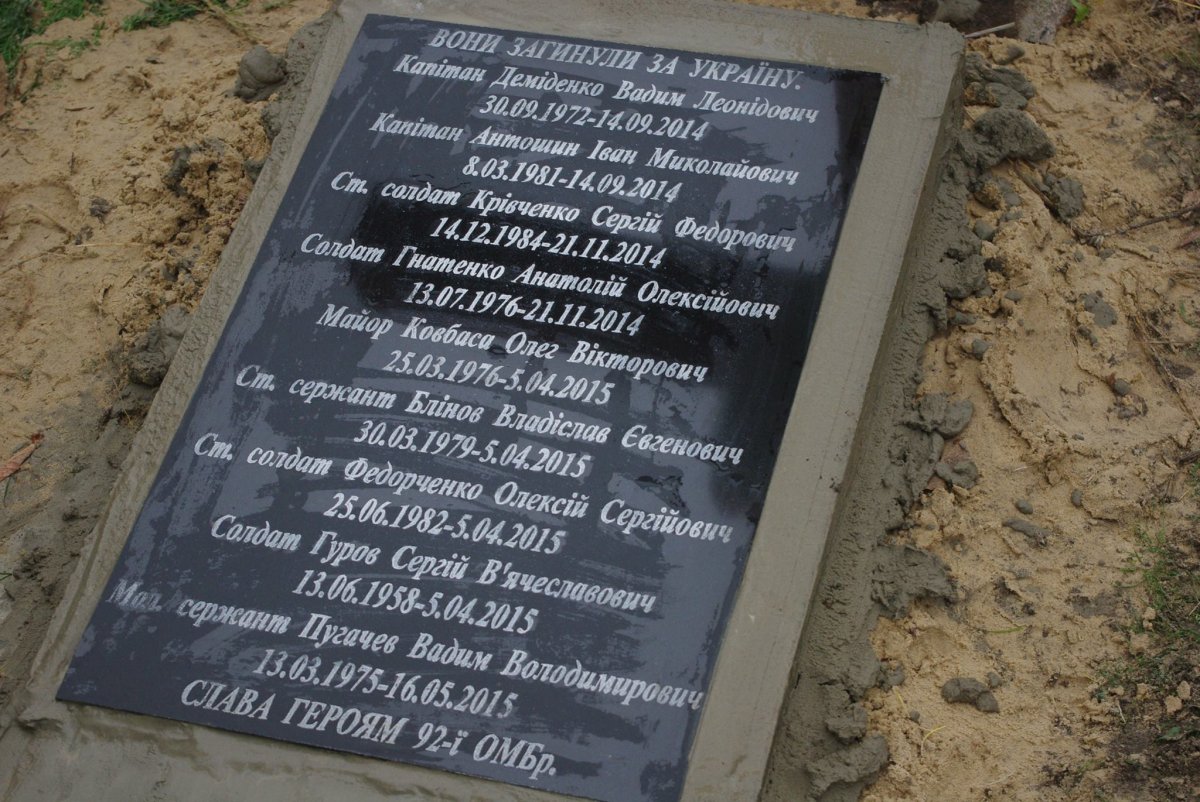 ВОНИ ЗАГИНУЛИ ЗА УКРАЇНУ.
Капітан Деміденко Вадим Леонідович
30.09.1972-14.09.2014
Капітан Антошин Іван Миколайович
8.03.1981-14.09.2014
Ст. солдат Крівченко Сергій Федорович
14.12.1984-21.11.2014
Солдат Гнатенко Анатолій Олексійович
13.07.1976-21.11.2014
Майор Ковбаса Олег Вікторович
25.03.1976-5.04.2015
Ст. сержант Блінов Владіслав Євгенович
30.03.1979-5.04.2015
Ст. солдат Федорченко Олексій Сергійович
25.06.1982-5.04.2015
Солдат Гуров Сергій В'ячеславович
13.06.1958-5.04.2015
Мол. сержант Пугачев Вадим Володимирович
13.03.1975-16.05.2015
СЛАВА ГЕРОЯМ 92-ї ОМБр.